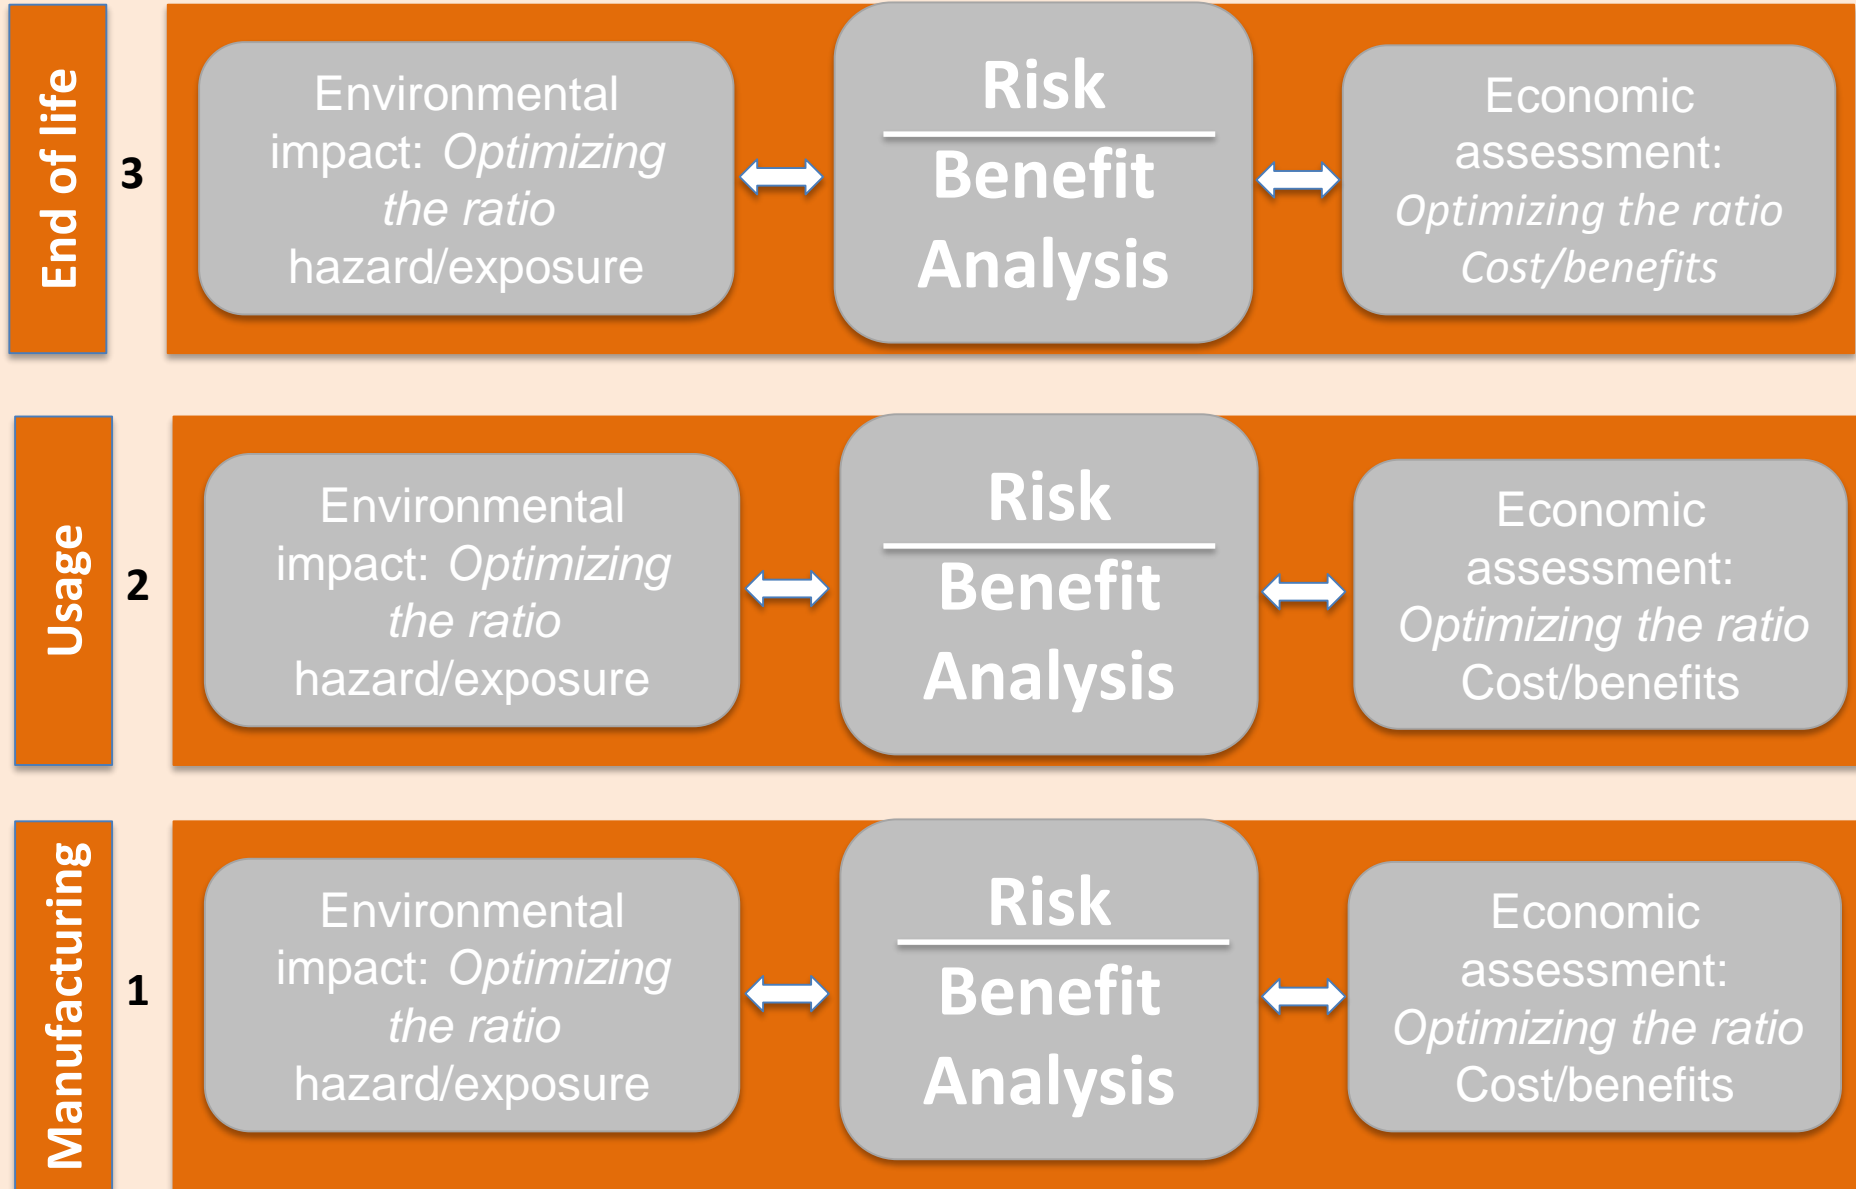 End of life
3
Environmental
impact: Optimizing
the ratio
hazard/exposure
Risk
Benefit
Analysis
Economic
assessment:
Optimizing the ratio
Cost/benefits
Usage
2
Environmental
impact: Optimizing
the ratio
hazard/exposure
Risk
Benefit
Analysis
Economic
assessment:
Optimizing the ratio
Cost/benefits
Manufacturing
1
Environmental
impact: Optimizing
the ratio
hazard/exposure
Risk
Benefit
Analysis
Economic
assessment:
Optimizing the ratio
Cost/benefits